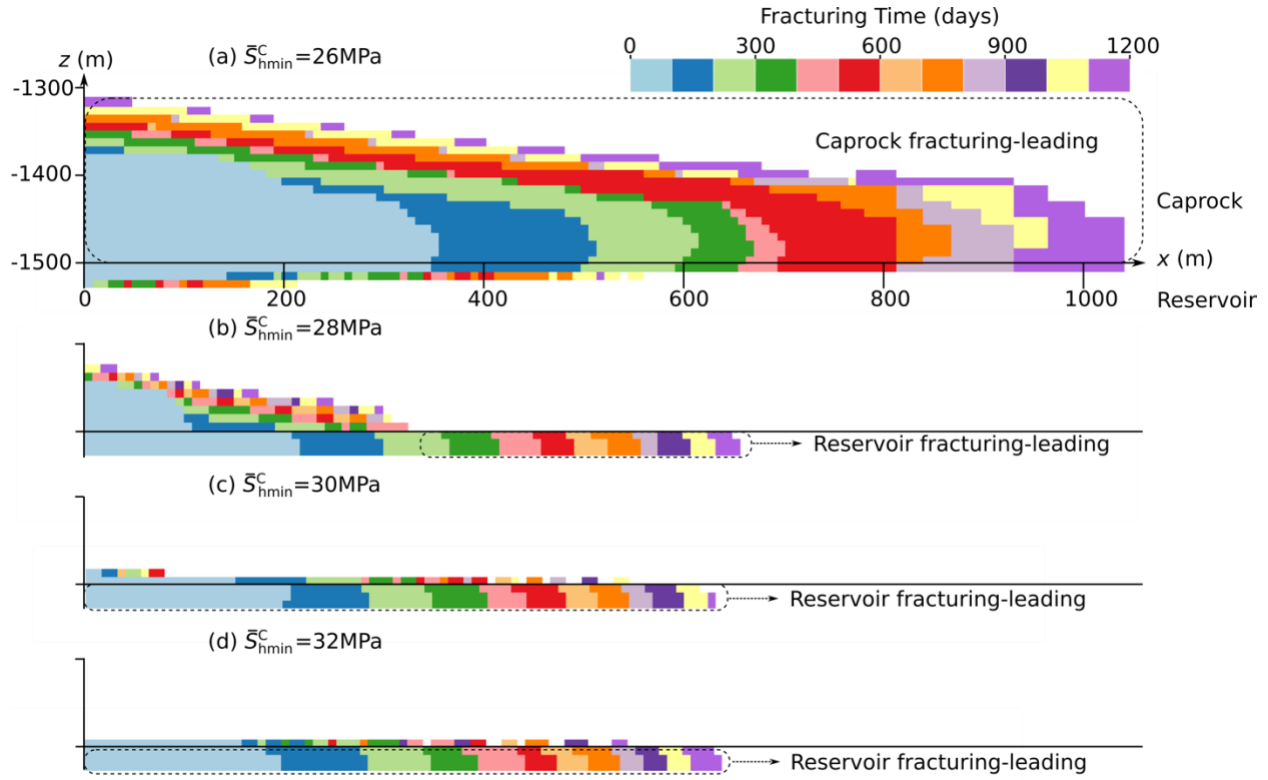 Fracturing Time (days)
0 300 600 900 1200
z (m)
(a) S̄ᶜhmin=26MPa
-1300
Caprock fracturing-leading
-1400
Caprock
-1500
x (m)
0 200 400 600 800 1000
Reservoir
(b) S̄ᶜhmin=28MPa
Reservoir fracturing-leading
(c) S̄ᶜhmin=30MPa
Reservoir fracturing-leading
(d) S̄ᶜhmin=32MPa
Reservoir fracturing-leading